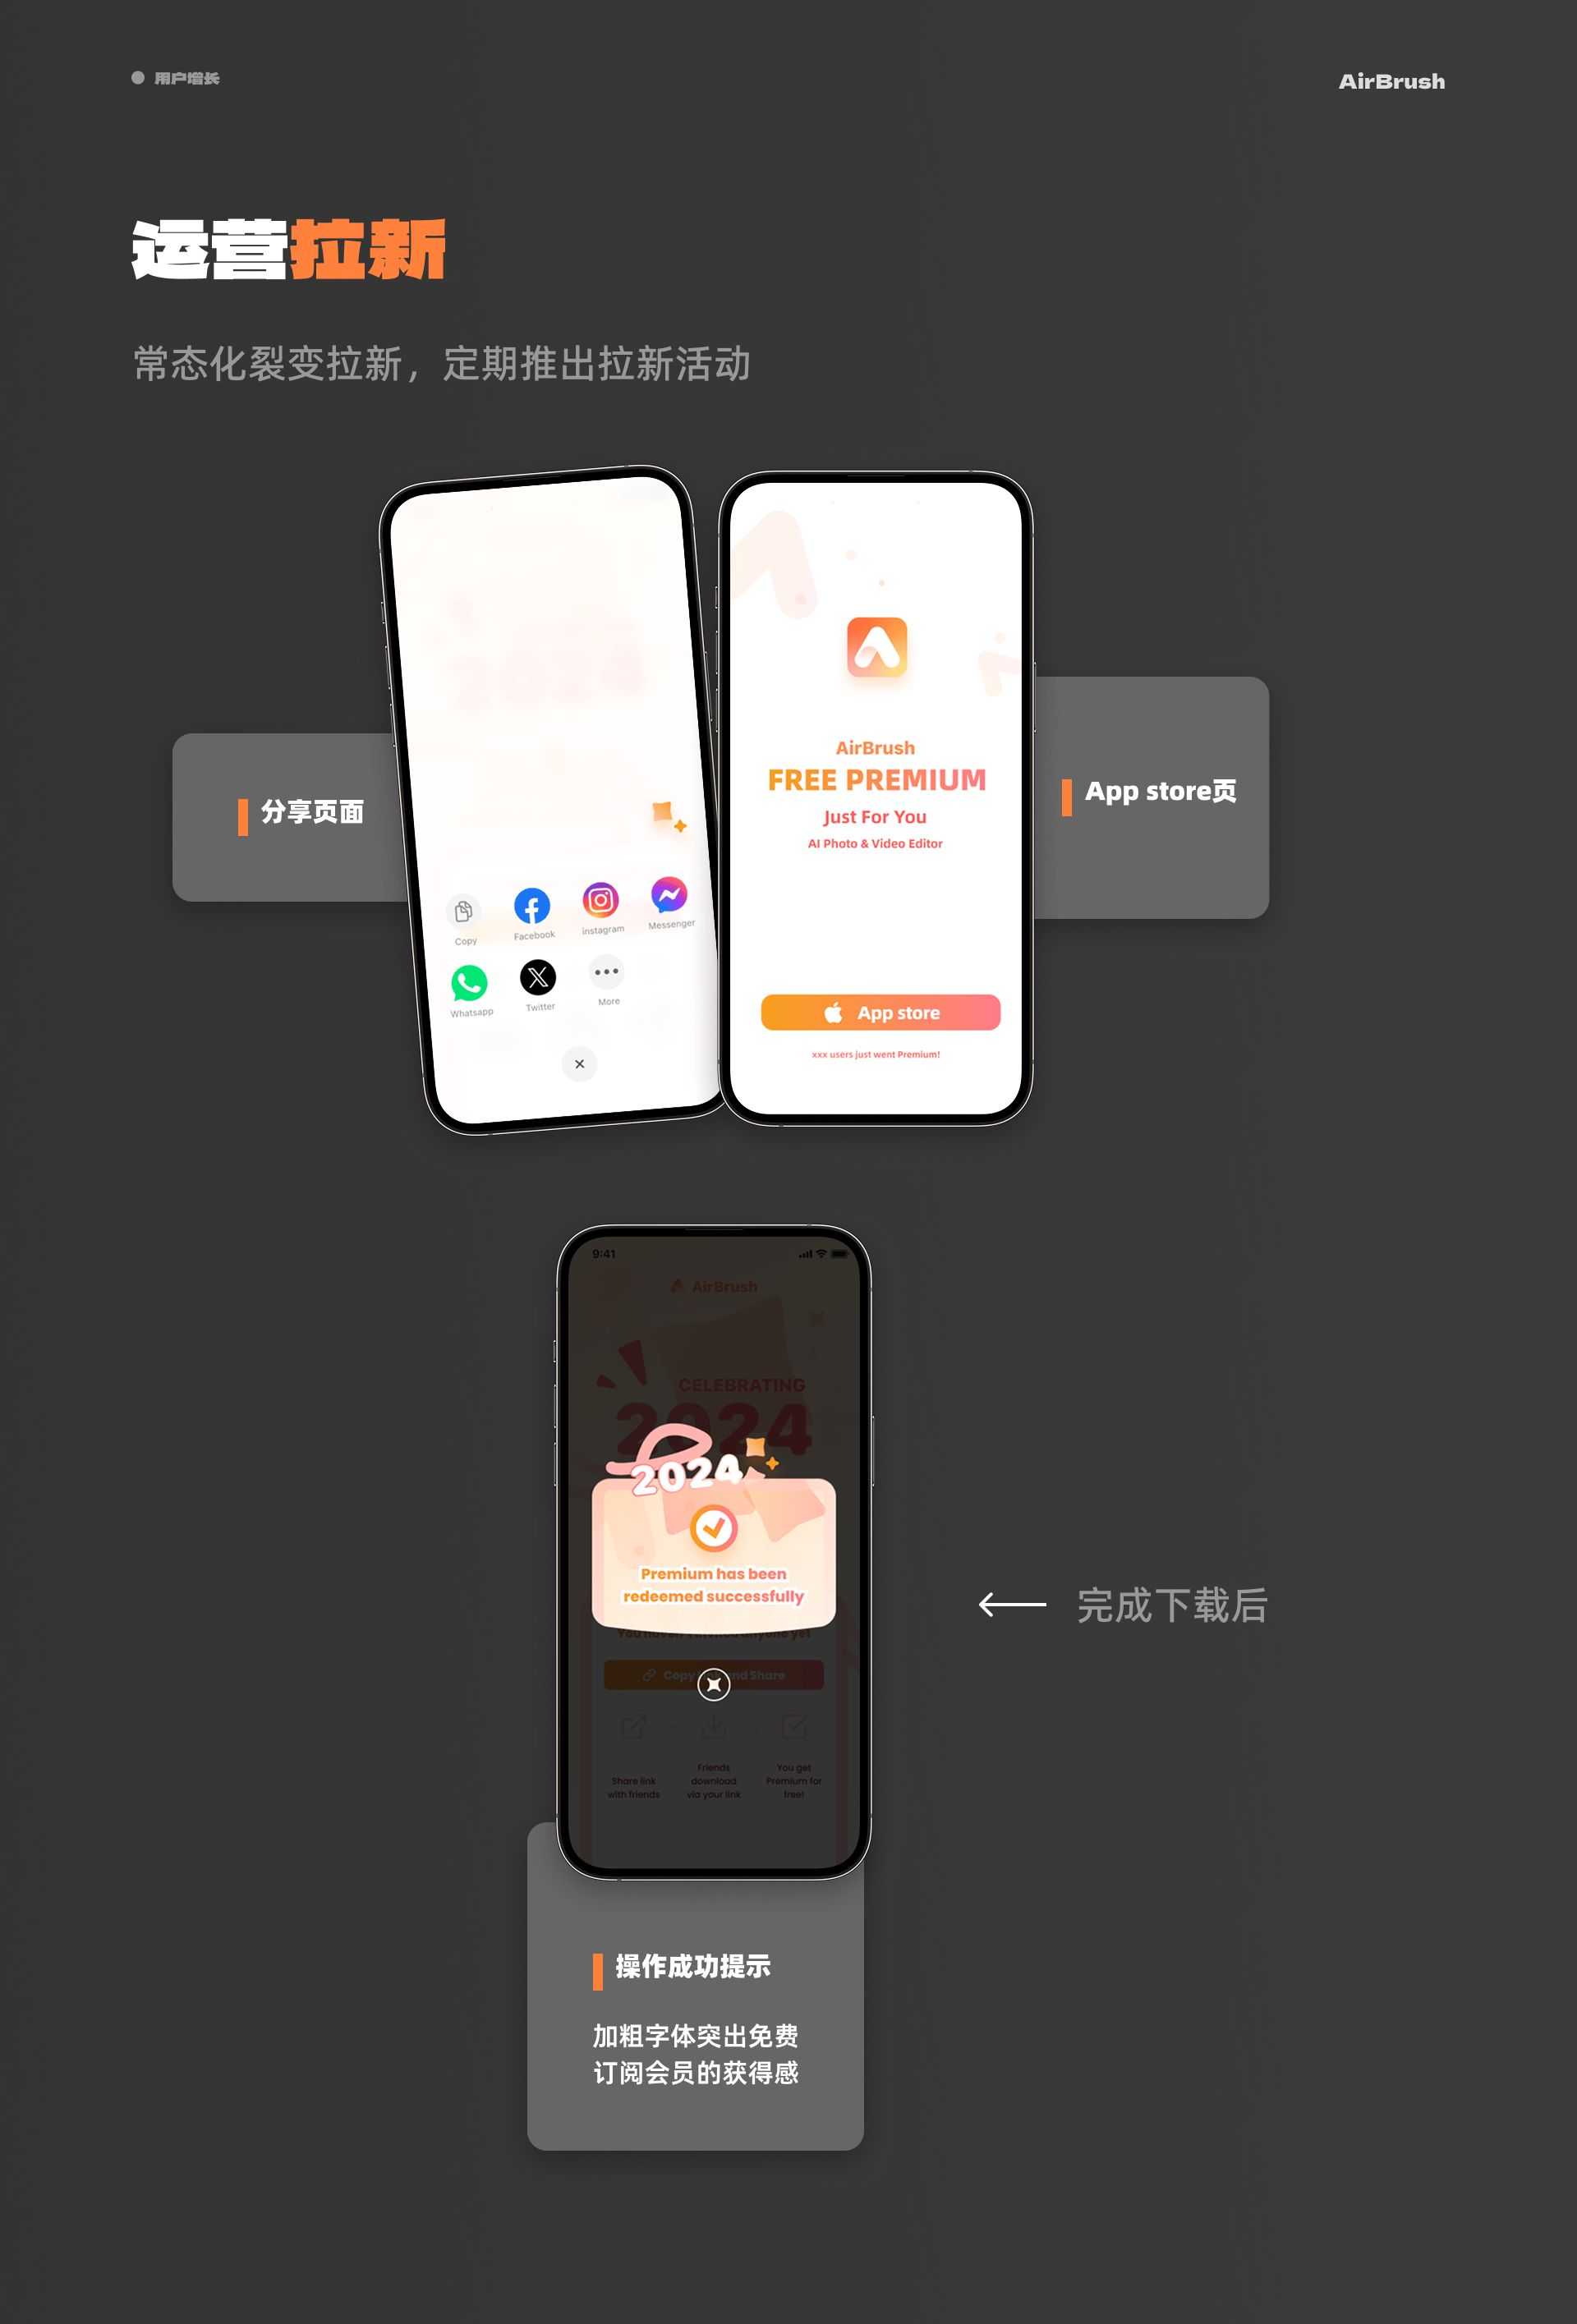 用户增长
AirBrush
运营拉新
常态化裂变拉新，定期推出拉新活动
2024
分享页面
Copy
Facebook
instagram
Messenger
Whatsapp
Twitter
More
AirBrush
FREE PREMIUM
Just For You
AI Photo & Video Editor
App store
xxx users just went Premium!
App store页
9:41
AirBrush
CELEBRATING
2024
2024
Premium has been
redeemed successfully
anyone yet
Copy link and Share
Share link
with friends
Friends
download
via your link
You get
Premium for
free!
完成下载后
操作成功提示
加粗字体突出免费
订阅会员的获得感